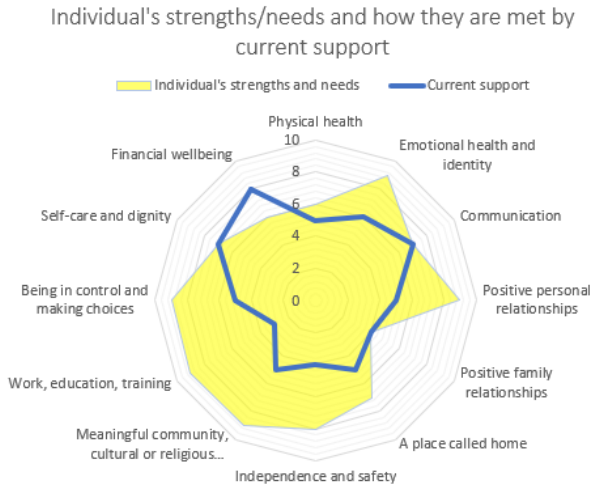 Individual's strengths/needs and how they are met by
current support
Individual's strengths and needs
Current support
Physical health
10
8
6
4
2
0
Emotional health and
identity
Communication
Positive personal
relationships
Positive family
relationships
A place called home
Independence and safety
Meaningful community,
cultural or religious...
Work, education, training
Being in control and
making choices
Self-care and dignity
Financial wellbeing